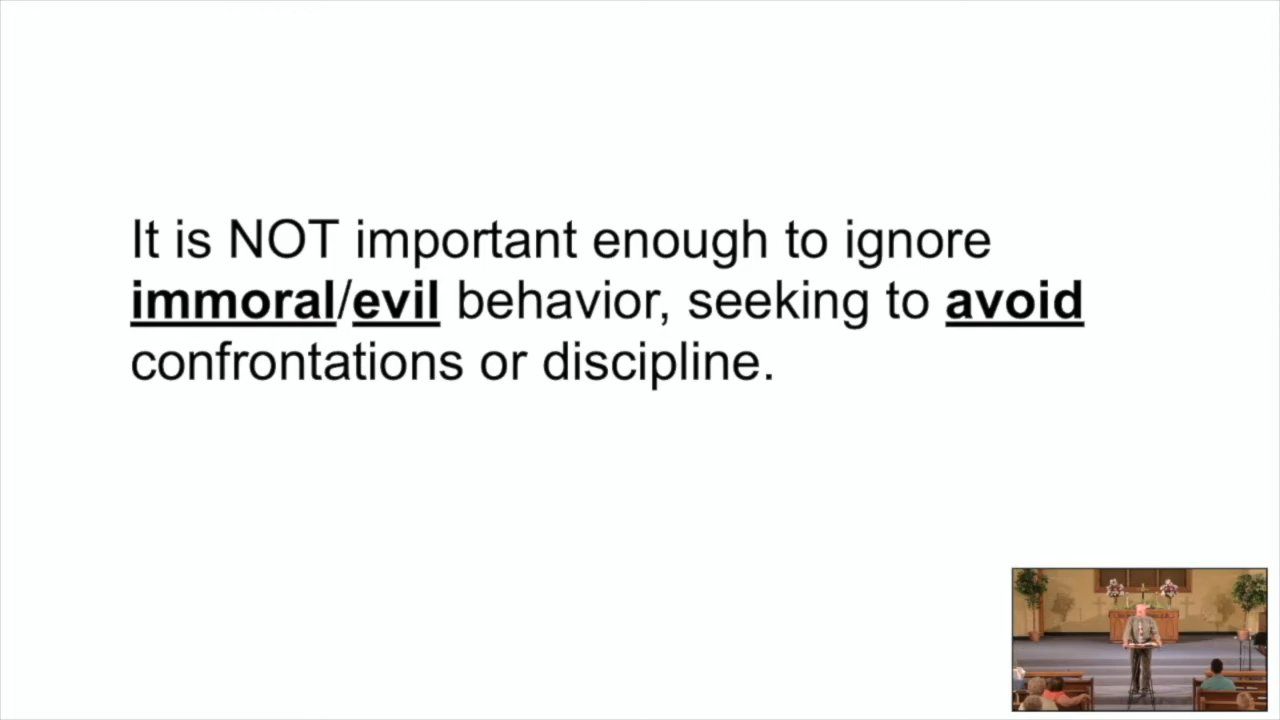 It is NOT important enough to ignore
immoral/evil behavior, seeking to avoid
confrontations or discipline.